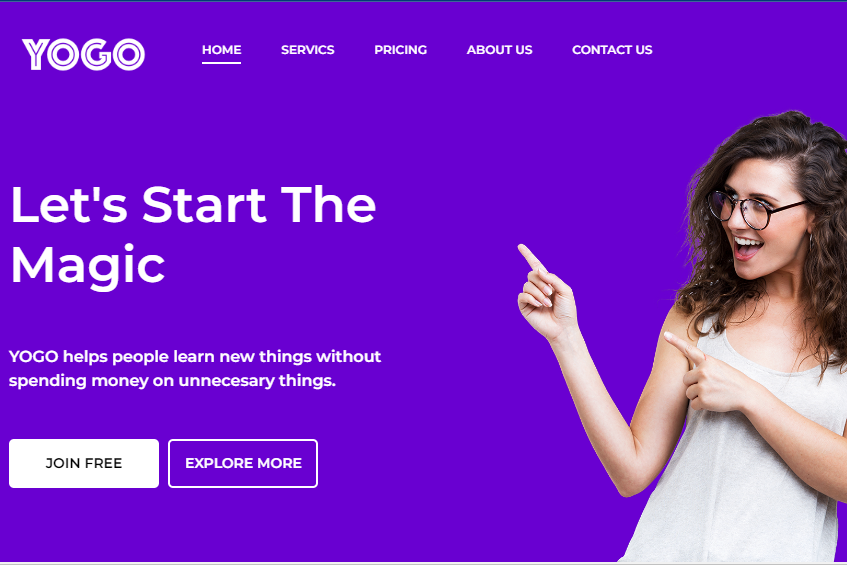 YOGO
HOME SERVICS PRICING ABOUT US CONTACT US
Let's Start The
Magic
YOGO helps people learn new things without
spending money on unnecesary things.
JOIN FREE EXPLORE MORE